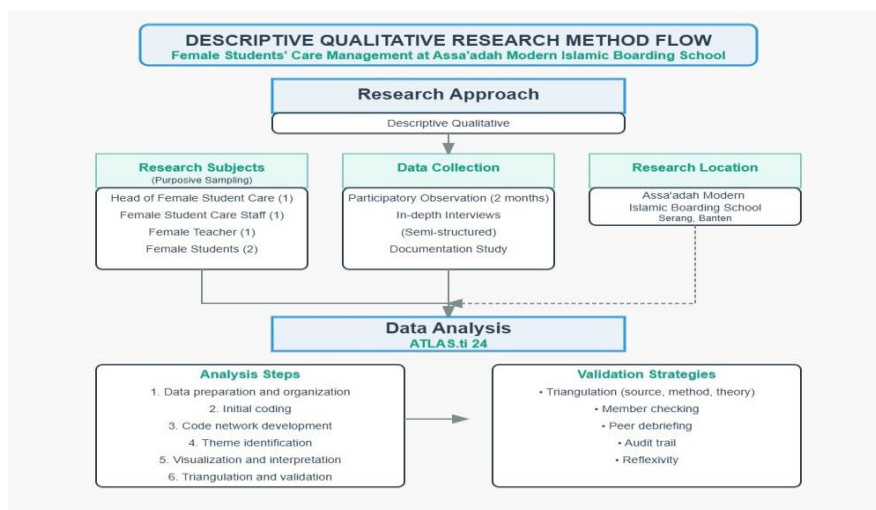 DESCRIPTIVE QUALITATIVE RESEARCH METHOD FLOW
Female Students' Care Management at Assa'adah Modern Islamic Boarding School
Research Approach
Descriptive Qualitative
Research Subjects
(Purposive Sampling)
Head of Female Student Care (1)
Female Student Care Staff (1)
Female Teacher (1)
Female Students (2)
Data Collection
Participatory Observation (2 months)
In-depth Interviews
(Semi-structured)
Documentation Study
Research Location
Assa'adah Modern
Islamic Boarding School
Serang, Banten
Data Analysis
ATLAS.ti 24
Analysis Steps
1. Data preparation and organization
2. Initial coding
3. Code network development
4. Theme identification
5. Visualization and interpretation
6. Triangulation and validation
Validation Strategies
• Triangulation (source, method, theory)
• Member checking
• Peer debriefing
• Audit trail
• Reflexivity